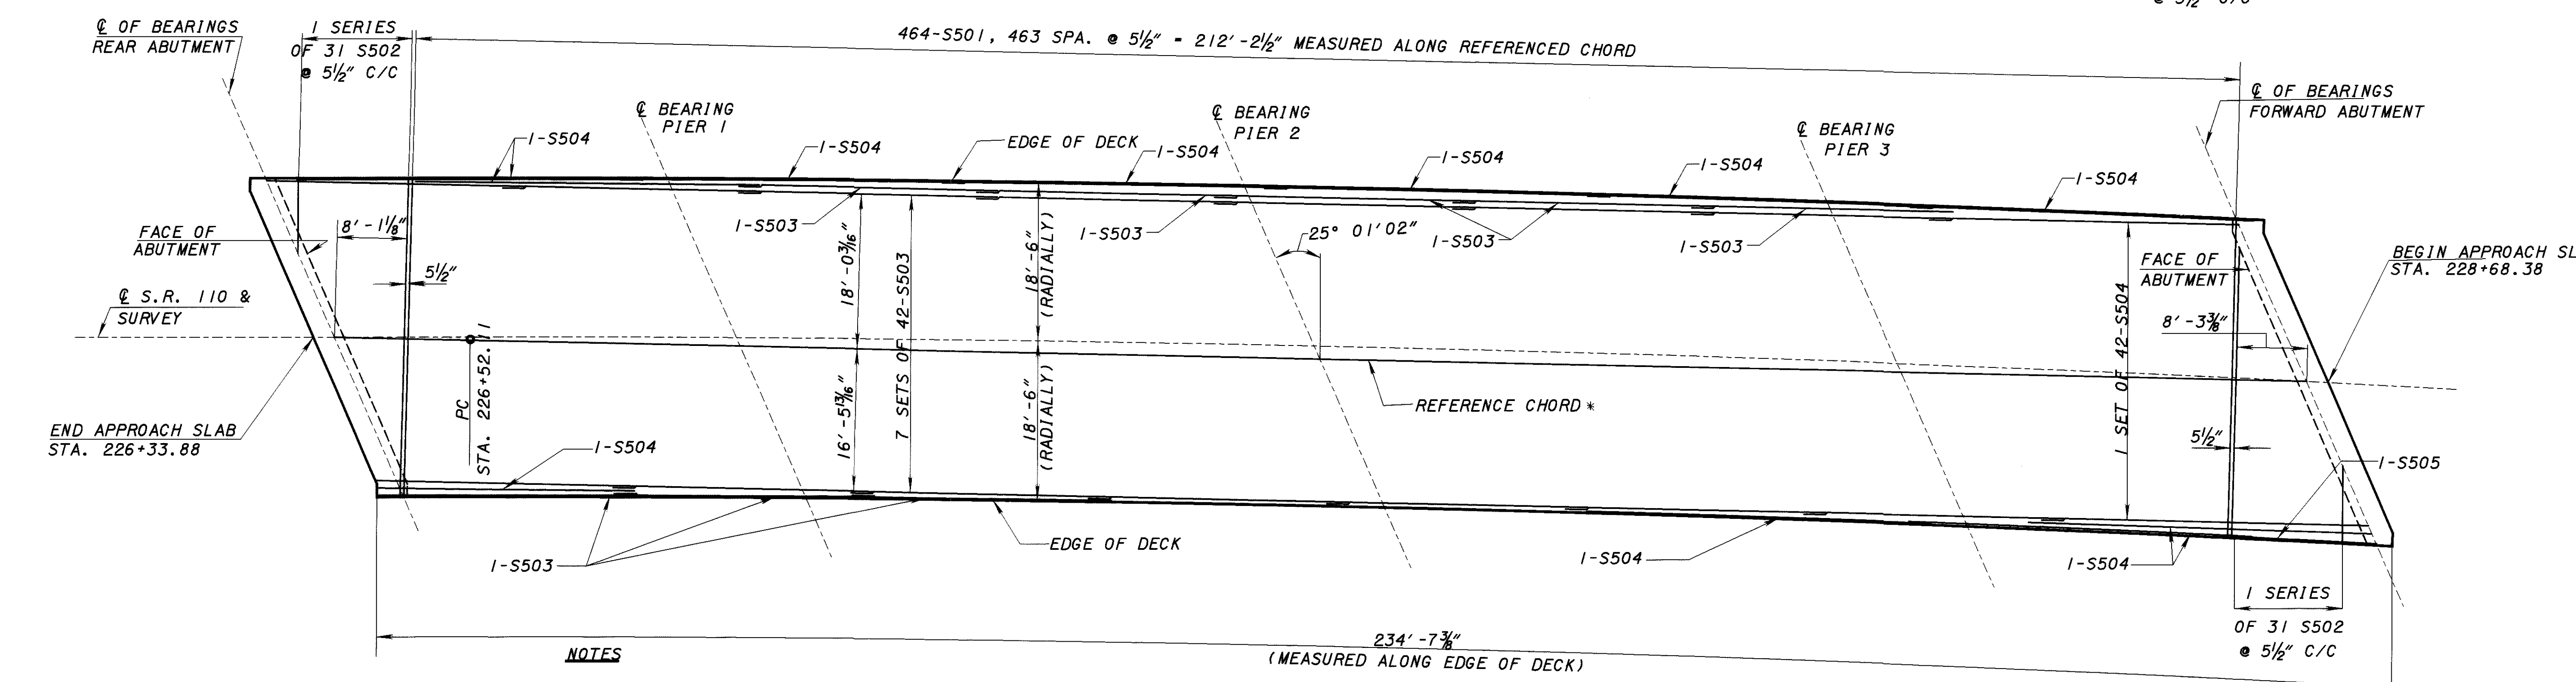 @ 5½" C/C
℄ OF BEARINGS
REAR ABUTMENT
1 SERIES
OF 31 S502
@ 5½" C/C
464-S501, 463 SPA. @ 5½" = 212'-2½" MEASURED ALONG REFERENCED CHORD
℄ BEARING
PIER 1
℄ BEARING
PIER 2
℄ BEARING
PIER 3
℄ OF BEARINGS
FORWARD ABUTMENT
1-S504
1-S504
EDGE OF DECK
1-S504
1-S504
1-S504
1-S504
1-S503
1-S503
1-S503
1-S503
FACE OF
ABUTMENT
8'-1⅛"
5½"
℄ S.R. 110 &
SURVEY
PC
STA. 226+52.11
18'-0³⁄₁₆"
16'-5¹³⁄₁₆"
7 SETS OF 42-S503
18'-6"
(RADIALLY)
18'-6"
(RADIALLY)
25° 01'02"
REFERENCE CHORD *
1 SET OF 42-S504
FACE OF
ABUTMENT
8'-3⅜"
5½"
BEGIN APPROACH SL
STA. 228+68.38
END APPROACH SLAB
STA. 226+33.88
1-S504
1-S503
EDGE OF DECK
1-S504
1-S504
1-S505
1 SERIES
OF 31 S502
@ 5½" C/C
234'-7⅜"
(MEASURED ALONG EDGE OF DECK)
NOTES